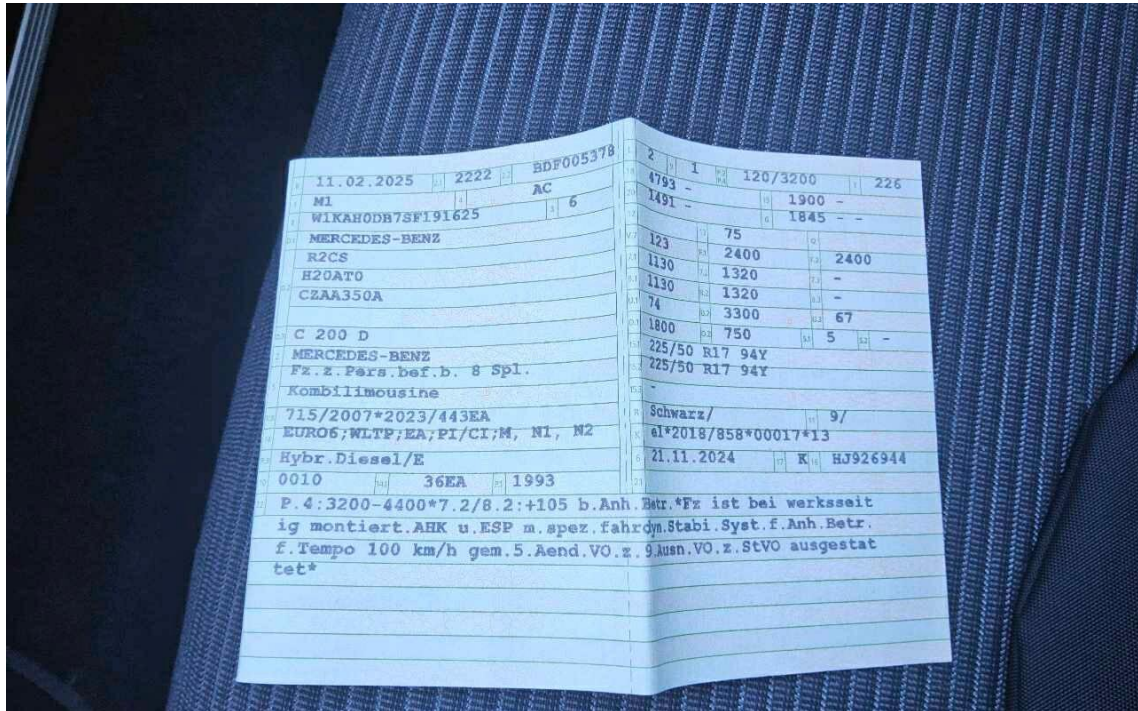 11.02.2025 2222 BDF005378
M1 AC
W1KAH0DB7SF191625 6
MERCEDES-BENZ
R2CS
H20AT0
CZAA350A
C 200 D
MERCEDES-BENZ
Fz.z.Pers.bef.b. 8 Spl.
Kombilimousine
715/2007*2023/443EA
EURO6;WLTP;EA;PI/CI;M, N1, N2
Hybr.Diesel/E
0010 36EA 1993
2 1 120/3200 226
4793 - 1900 -
1491 - 1845 - -
75
123 2400 2400
1130 1320 -
1130 1320 -
74 3300 67
1800 750 5 -
225/50 R17 94Y
225/50 R17 94Y
-
Schwarz/ 9/
e1*2018/858*00017*13
21.11.2024 K HJ926944
P.4:3200-4400*7.2/8.2:+105 b.Anh.Betr.*Fz ist bei werksseit
ig montiert.AHK u.ESP m.spez.fahrdyn.Stabi.Syst.f.Anh.Betr.
f.Tempo 100 km/h gem.5.Aend.VO.z.9.Ausn.VO.z.StVO ausgestat
tet*